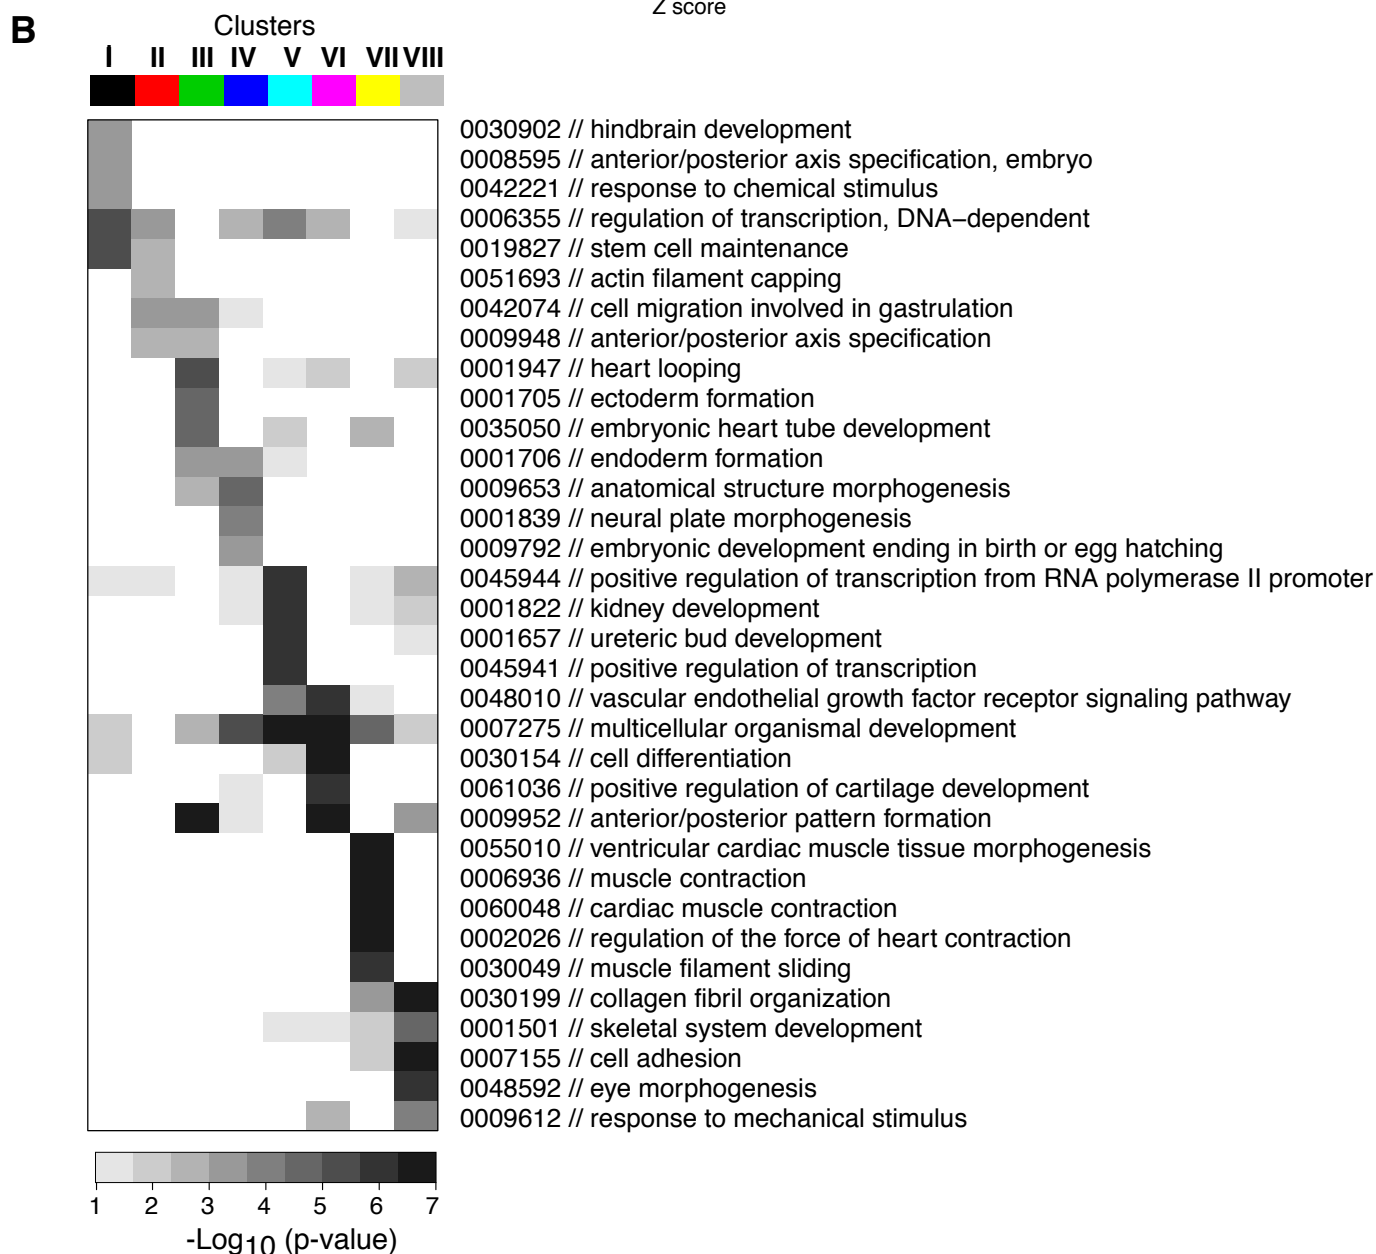 Z score
B
Clusters
I II III IV V VI VII VIII
0030902 // hindbrain development
0008595 // anterior/posterior axis specification, embryo
0042221 // response to chemical stimulus
0006355 // regulation of transcription, DNA−dependent
0019827 // stem cell maintenance
0051693 // actin filament capping
0042074 // cell migration involved in gastrulation
0009948 // anterior/posterior axis specification
0001947 // heart looping
0001705 // ectoderm formation
0035050 // embryonic heart tube development
0001706 // endoderm formation
0009653 // anatomical structure morphogenesis
0001839 // neural plate morphogenesis
0009792 // embryonic development ending in birth or egg hatching
0045944 // positive regulation of transcription from RNA polymerase II promoter
0001822 // kidney development
0001657 // ureteric bud development
0045941 // positive regulation of transcription
0048010 // vascular endothelial growth factor receptor signaling pathway
0007275 // multicellular organismal development
0030154 // cell differentiation
0061036 // positive regulation of cartilage development
0009952 // anterior/posterior pattern formation
0055010 // ventricular cardiac muscle tissue morphogenesis
0006936 // muscle contraction
0060048 // cardiac muscle contraction
0002026 // regulation of the force of heart contraction
0030049 // muscle filament sliding
0030199 // collagen fibril organization
0001501 // skeletal system development
0007155 // cell adhesion
0048592 // eye morphogenesis
0009612 // response to mechanical stimulus
1 2 3 4 5 6 7
-Log10 (p-value)